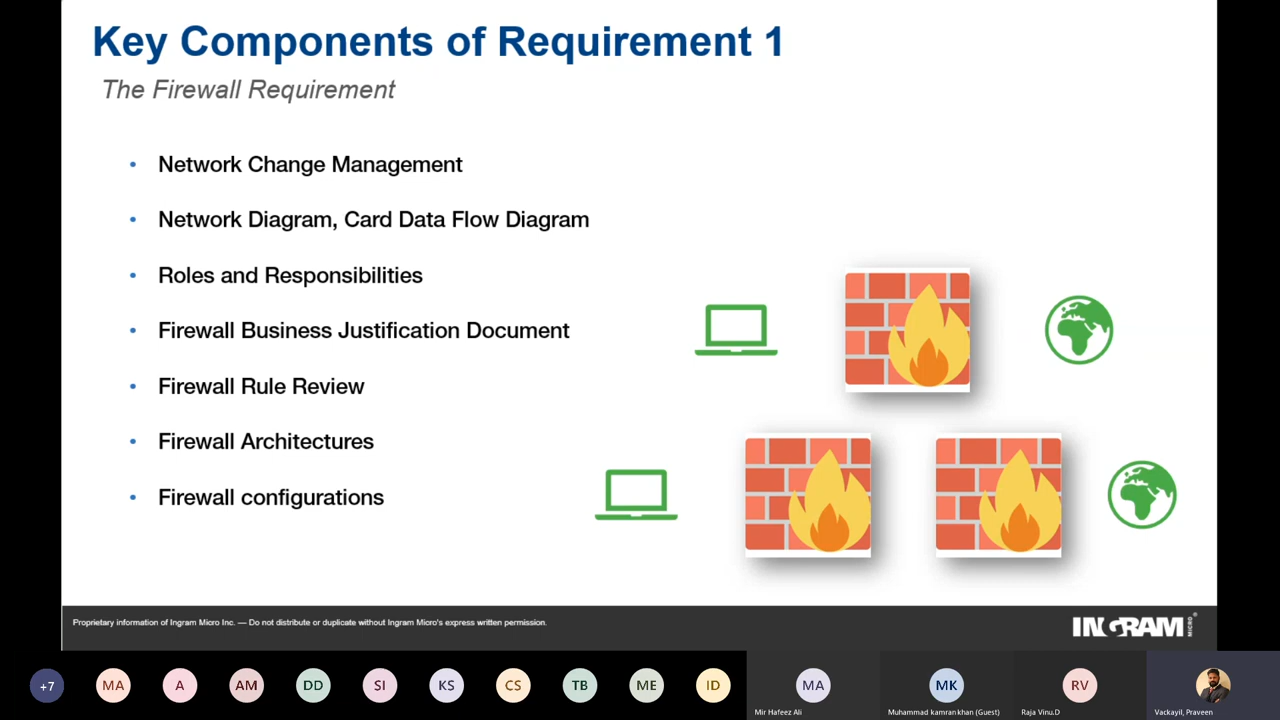 Key Components of Requirement 1
The Firewall Requirement
• Network Change Management
• Network Diagram, Card Data Flow Diagram
• Roles and Responsibilities
• Firewall Business Justification Document
• Firewall Rule Review
• Firewall Architectures
• Firewall configurations
Proprietary information of Ingram Micro Inc. — Do not distribute or duplicate without Ingram Micro's express written permission.
INGRAM MICRO
+7 MA A AM DD SI KS CS TB ME ID MA MK RV
Mir Hafeez Ali Muhammad kamran khan (Guest) Raja Vinu.D Vackayil, Praveen